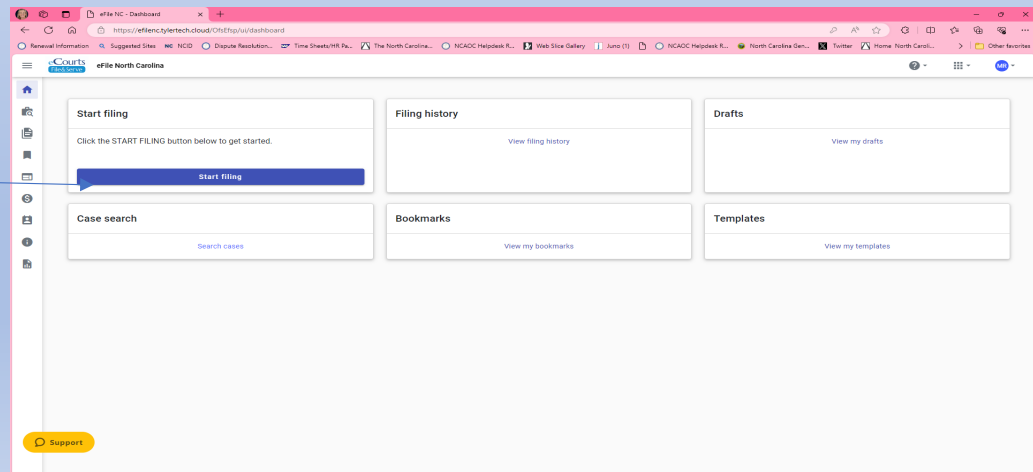 eFile NC - Dashboard
https://efilenc.tylertech.cloud/OfsEfsp/ui/dashboard
Renewal Information Suggested Sites NCID Dispute Resolution... Time Sheets/HR Pa... The North Carolina... NCAOC Helpdesk R... Web Slice Gallery Juno (1) NCAOC Helpdesk R... North Carolina Gen... Twitter Home North Caroli... Other favorites
eCourts
File&Serve
eFile North Carolina
MR
Start filing
Filing history
Drafts
Click the START FILING button below to get started.
View filing history
View my drafts
Start filing
Case search
Bookmarks
Templates
Search cases
View my bookmarks
View my templates
Support